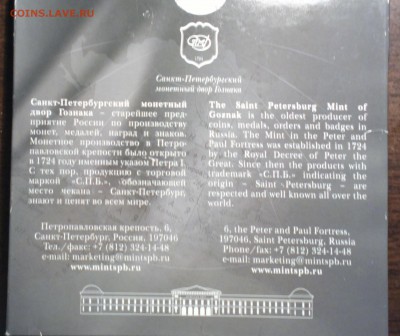 COINS.LAVE.RU
Санкт-Петербургский
монетный двор Гознака
Санкт-Петербургский монетный
двор Гознака – старейшее пред-
приятие России по производству
монет, медалей, наград и знаков.
Монетное производство в Петро-
павловской крепости было открыто
в 1724 году именным указом Петра I.
С тех пор, продукцию с торговой
маркой «С.П.Б.», обозначающей
место чекана – Санкт-Петербург,
знают и ценят во всем мире.
The Saint Petersburg Mint of
Goznak is the oldest producer of
coins, medals, orders and badges in
Russia. The Mint in the Peter and
Paul Fortress was established in 1724
by the Royal Decree of Peter the
Great. Since then the products with
trademark «С.П.Б.» indicating the
origin – Saint Petersburg – are
respected and well known all over the
world.
Петропавловская крепость, 6,
Санкт-Петербург, Россия, 197046
Тел./факс: +7 (812) 324-14-48
e-mail: marketing@mintspb.ru
www.mintspb.ru
6, the Peter and Paul Fortress,
197046, Saint Petersburg, Russia
Phone/fax: +7 (812) 324-14-48
e-mail: marketing@mintspb.ru
www.mintspb.ru